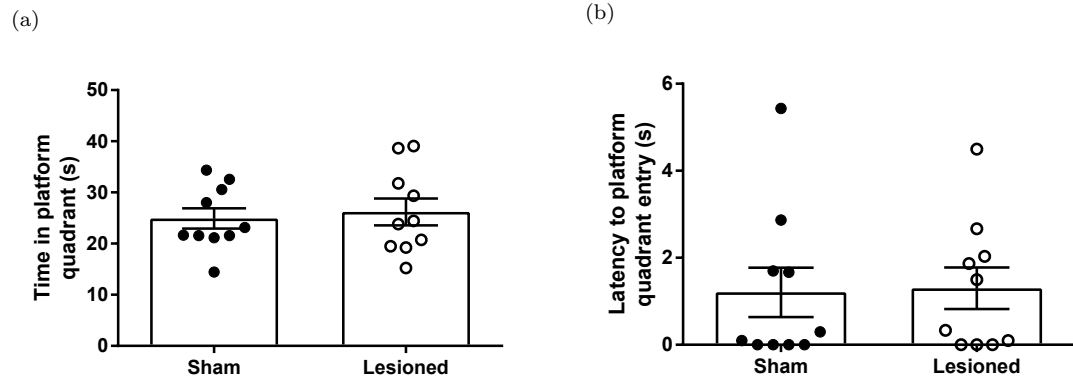 (a)
(b)
Time in platform
quadrant (s)
50
40
30
20
10
0
Sham
Lesioned
Latency to platform
quadrant entry (s)
6
4
2
0
Sham
Lesioned